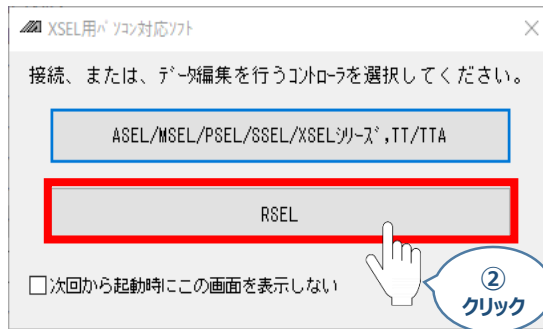 XSEL用ﾊﾟｿｺﾝ対応ｿﾌﾄ
接続、または、ﾃﾞｰﾀ編集を行うｺﾝﾄﾛｰﾗを選択してください。
ASEL/MSEL/PSEL/SSEL/XSELｼﾘｰｽﾞ,TT/TTA
RSEL
次回から起動時にこの画面を表示しない
②
クリック